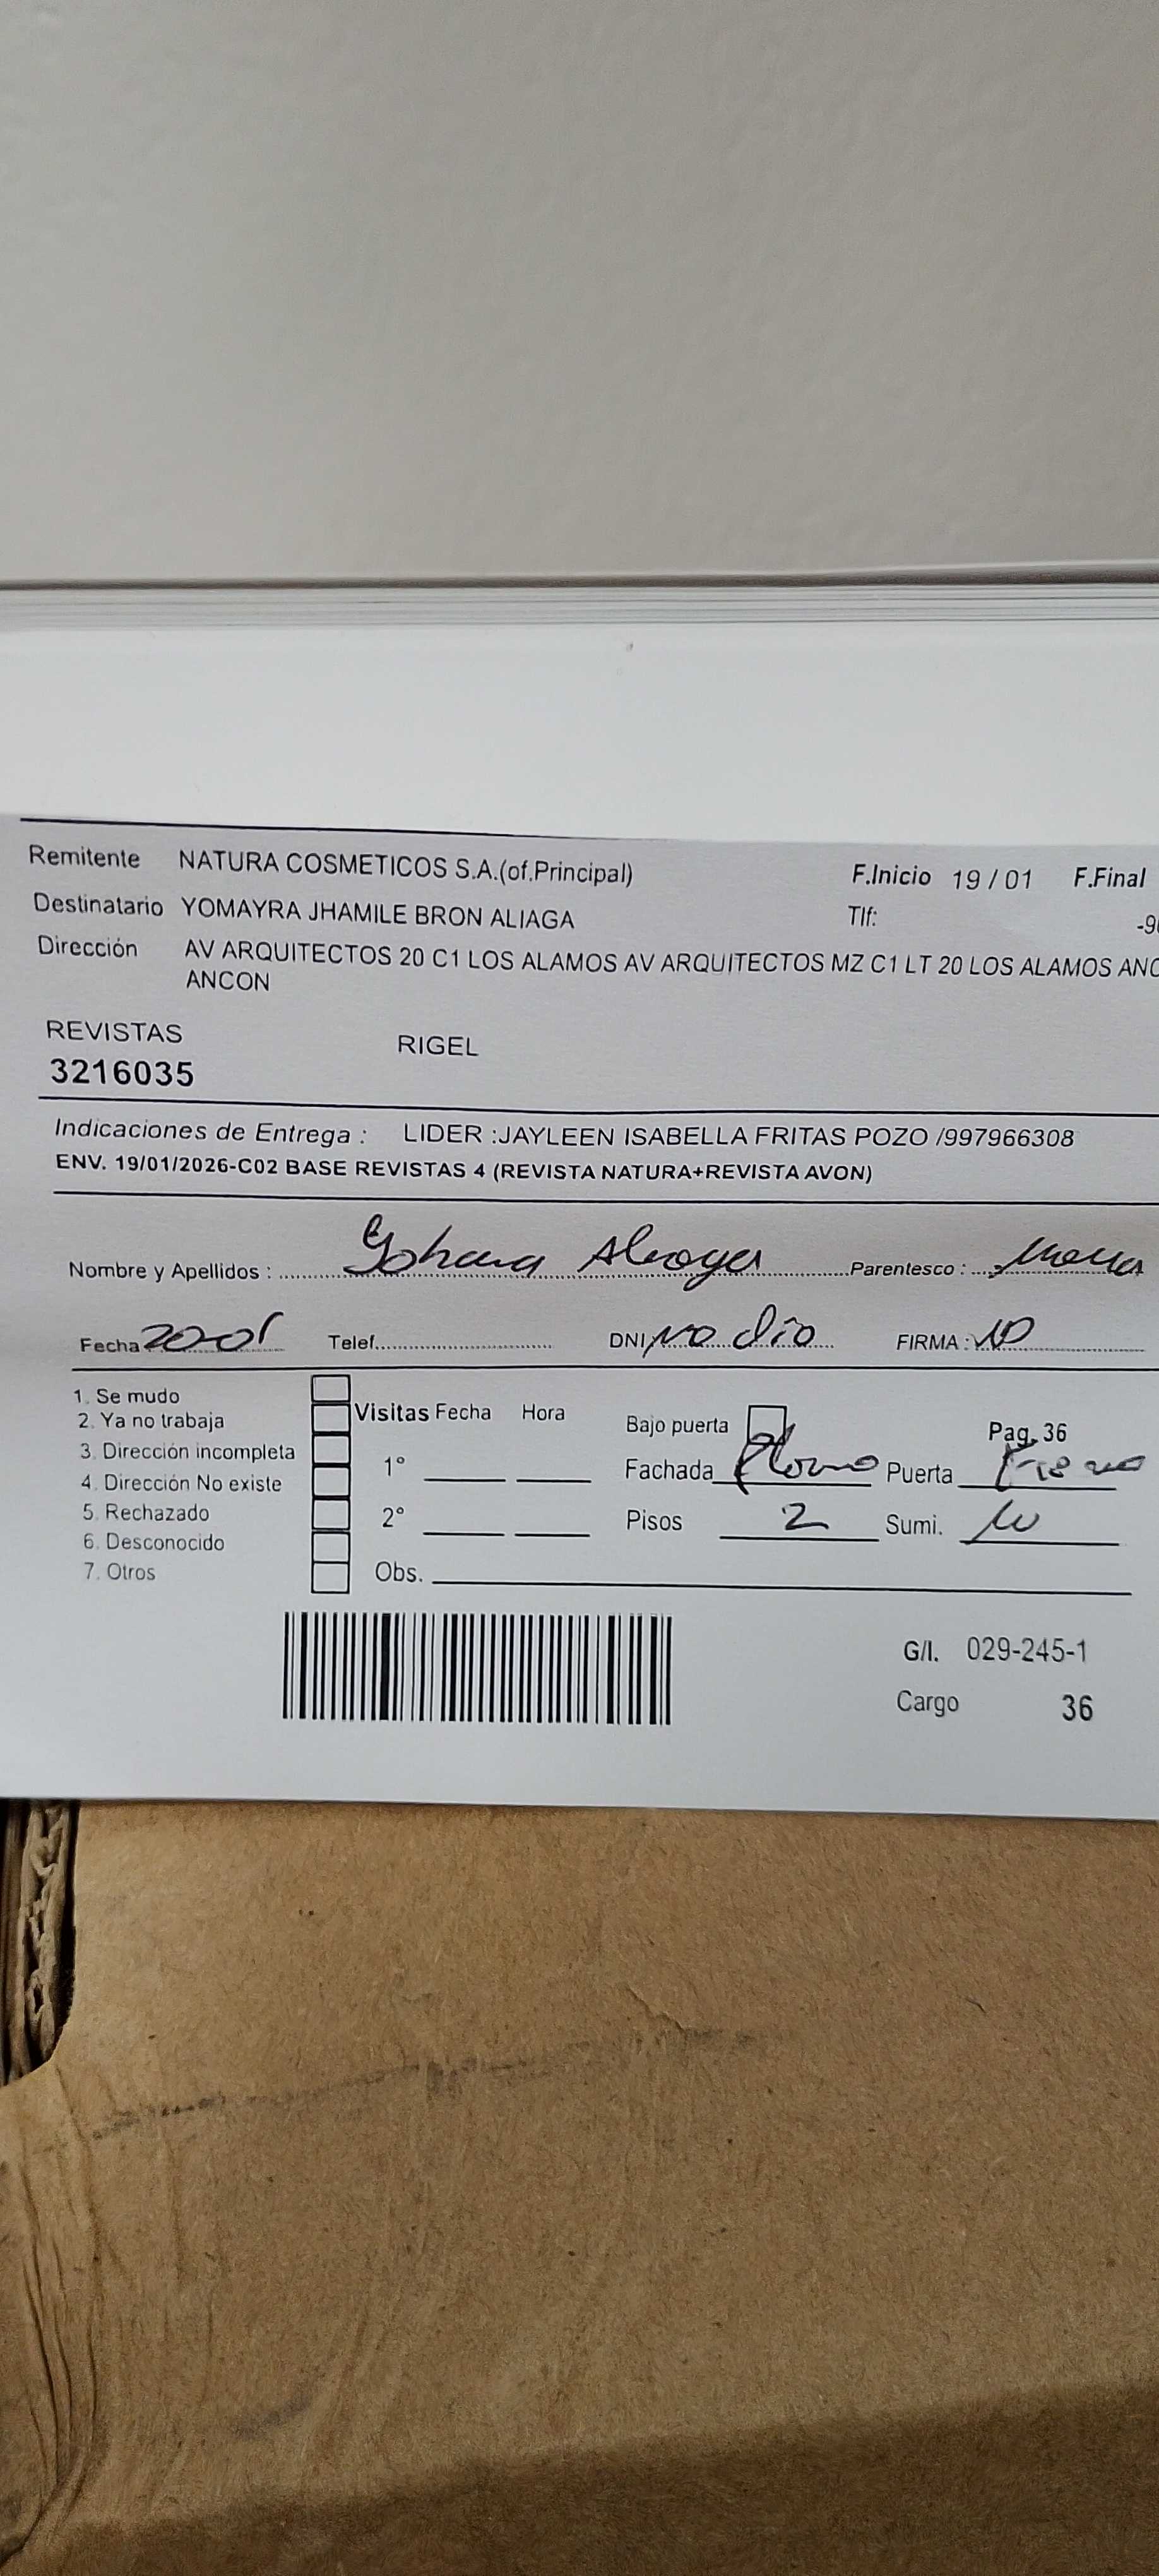 Remitente NATURA COSMETICOS S.A.(of.Principal) F.Inicio 19 / 01 F.Final
Destinatario YOMAYRA JHAMILE BRON ALIAGA Tlf:
Dirección AV ARQUITECTOS 20 C1 LOS ALAMOS AV ARQUITECTOS MZ C1 LT 20 LOS ALAMOS ANC
ANCON
REVISTAS RIGEL
3216035
Indicaciones de Entrega : LIDER :JAYLEEN ISABELLA FRITAS POZO /997966308
ENV. 19/01/2026-C02 BASE REVISTAS 4 (REVISTA NATURA+REVISTA AVON)
Nombre y Apellidos : Yohana Parentesco :
Fecha 20-01 Telef. DNI no dio FIRMA :
1. Se mudo
2. Ya no trabaja
3. Dirección incompleta
4. Dirección No existe
5. Rechazado
6. Desconocido
7. Otros
Visitas Fecha Hora
1°
2°
Obs.
Bajo puerta Pag. 36
Fachada Plomo Puerta
Pisos 2 Sumi.
G/I. 029-245-1
Cargo 36